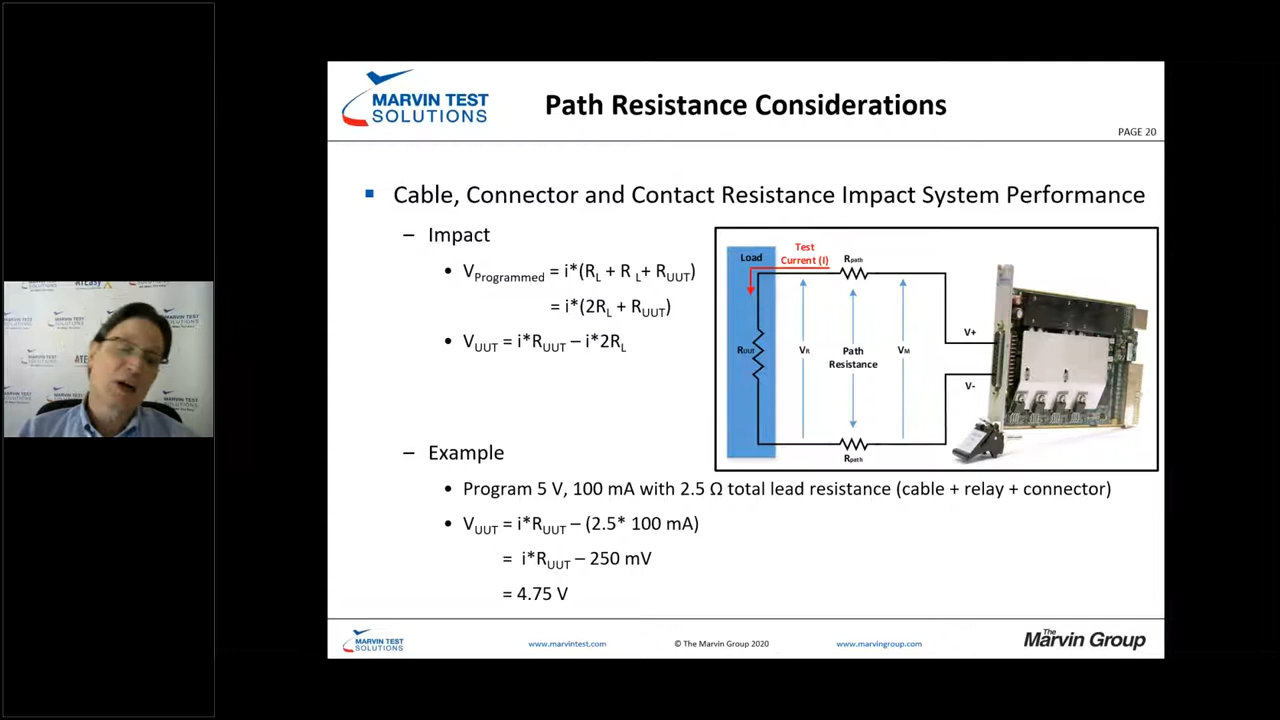 MARVIN TEST
SOLUTIONS
Path Resistance Considerations
PAGE 20
▪ Cable, Connector and Contact Resistance Impact System Performance
– Impact
• VProgrammed = i*(RL + R L+ RUUT)
= i*(2RL + RUUT)
• VUUT = i*RUUT – i*2RL
Load
Test
Current (I)
Rpath
RUUT
VR
Path
Resistance
VM
V+
V-
Rpath
– Example
• Program 5 V, 100 mA with 2.5 Ω total lead resistance (cable + relay + connector)
• VUUT = i*RUUT – (2.5* 100 mA)
= i*RUUT – 250 mV
= 4.75 V
MARVIN TEST
SOLUTIONS
www.marvintest.com
© The Marvin Group 2020
www.marvingroup.com
The
Marvin Group